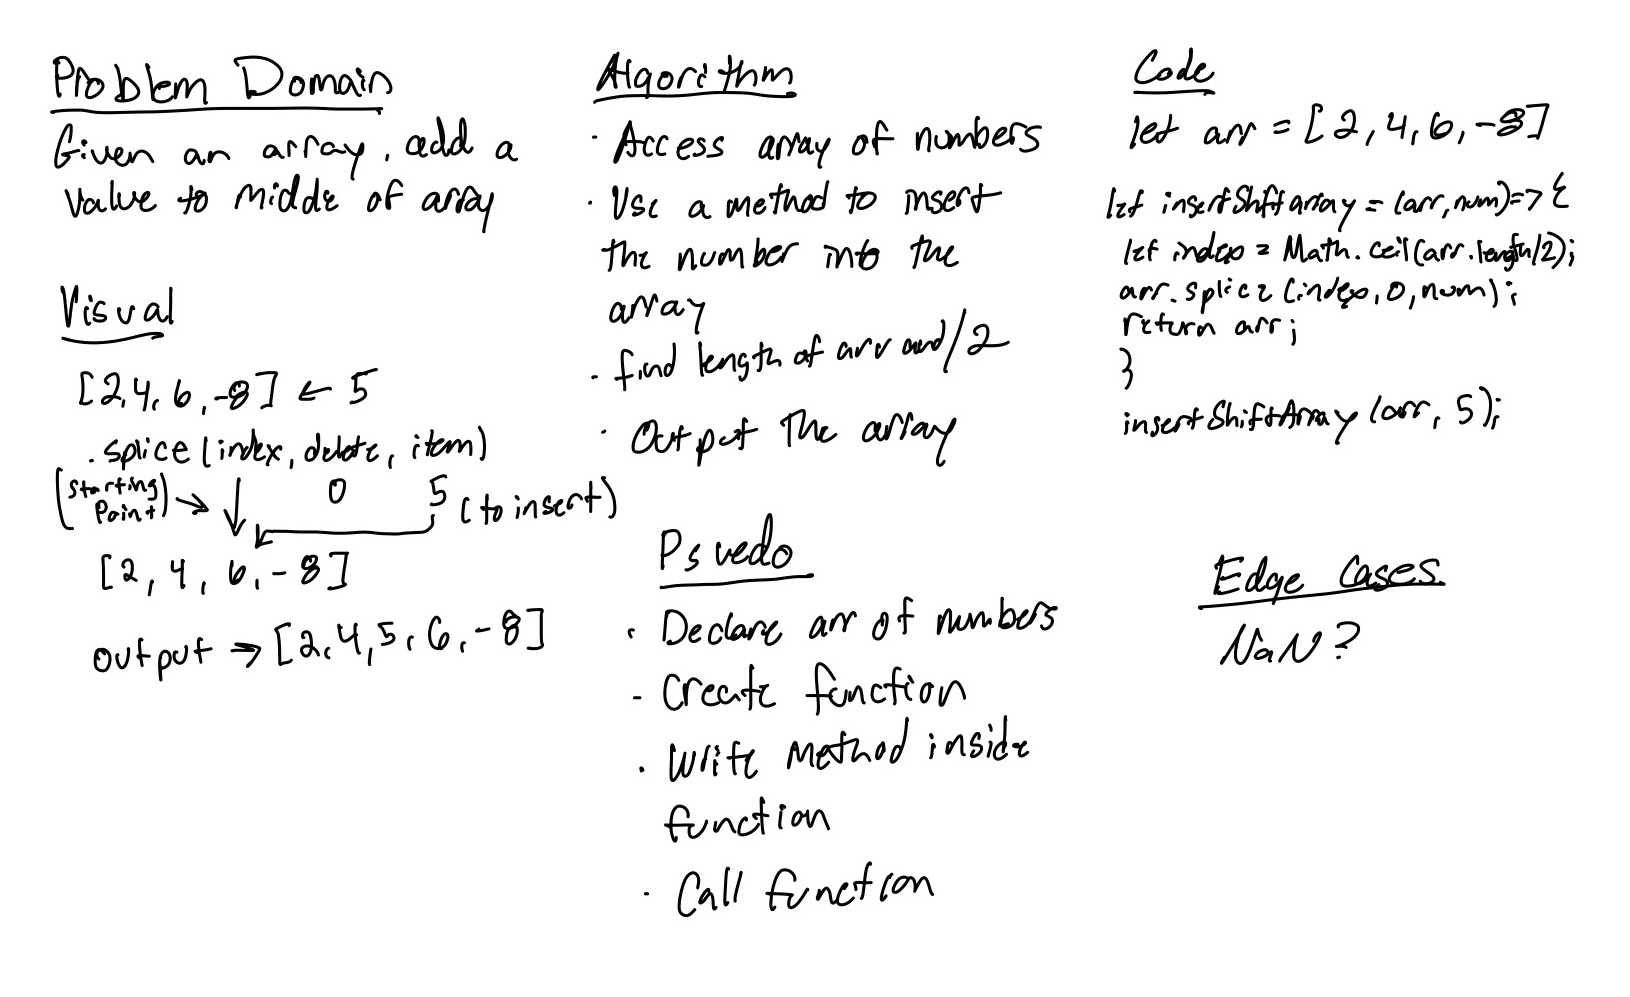 Problem Domain
Given an array, add a
value to middle of array
Visual
[2,4, 6,-8] ← 5
.splice(index, delete, item)
(starting
Point) → ↓ 0 5 (to insert)
[2, 4, 6,-8]
output → [2,4,5,6,-8]
Algorithm
· Access array of numbers
· Use a method to insert
the number into the
array
· find length of arr and/2
· Output The array
Psuedo
· Declare arr of numbers
- Create function
· Write Method inside
function
· Call function
Code
let arr = [2,4,6,-8]
let insertShiftarray = (arr,num)=> {
let index = Math.ceil(arr.length/2);
arr.splice(index,0,num);
return arr;
}
insertShiftArray(arr, 5);
Edge Cases
NaN?